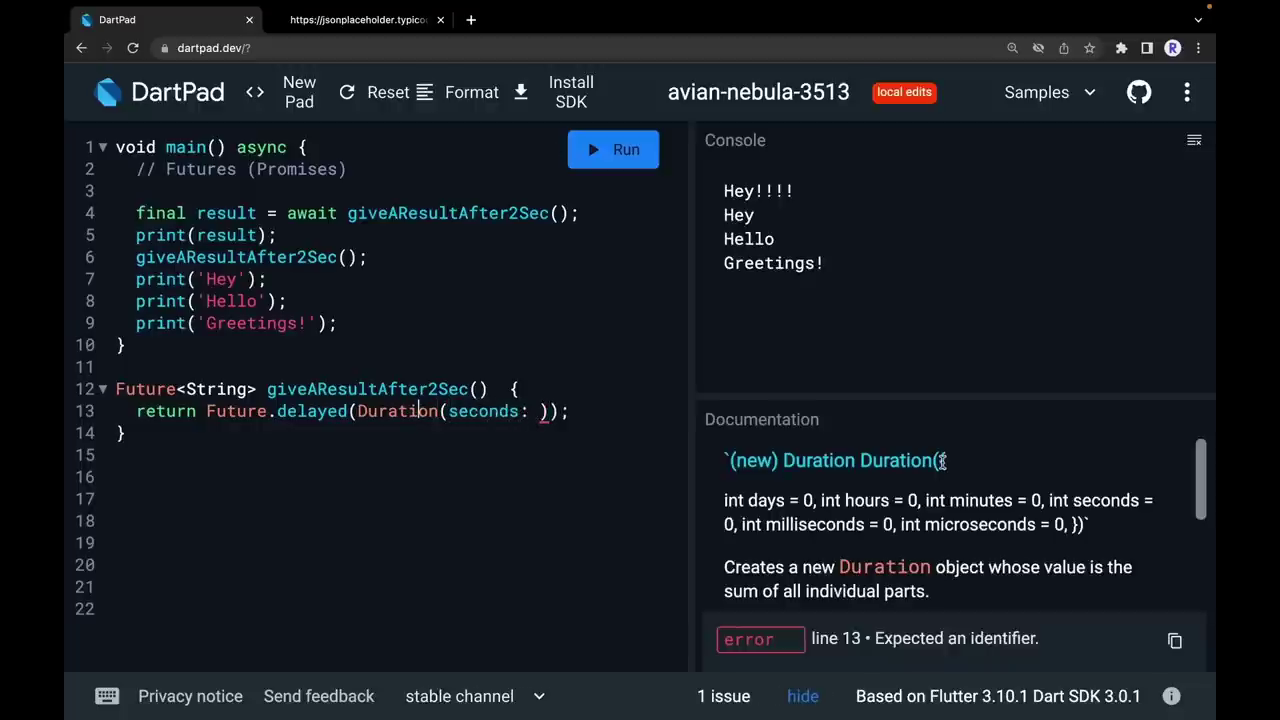 DartPad
https://jsonplaceholder.typico
dartpad.dev/?
R
DartPad
<> New Pad
Reset
Format
Install SDK
avian-nebula-3513
local edits
Samples
1 void main() async {
2 // Futures (Promises)
3
4 final result = await giveAResultAfter2Sec();
5 print(result);
6 giveAResultAfter2Sec();
7 print('Hey');
8 print('Hello');
9 print('Greetings!');
10 }
11
12 Future<String> giveAResultAfter2Sec()  {
13 return Future.delayed(Duration(seconds: ));
14 }
15
16
17
18
19
20
21
22
Run
Console
Hey!!!!
Hey
Hello
Greetings!
Documentation
`(new) Duration Duration({
int days = 0, int hours = 0, int minutes = 0, int seconds =
0, int milliseconds = 0, int microseconds = 0, })`
Creates a new Duration object whose value is the
sum of all individual parts.
error line 13 • Expected an identifier.
Privacy notice
Send feedback
stable channel
1 issue
hide
Based on Flutter 3.10.1 Dart SDK 3.0.1